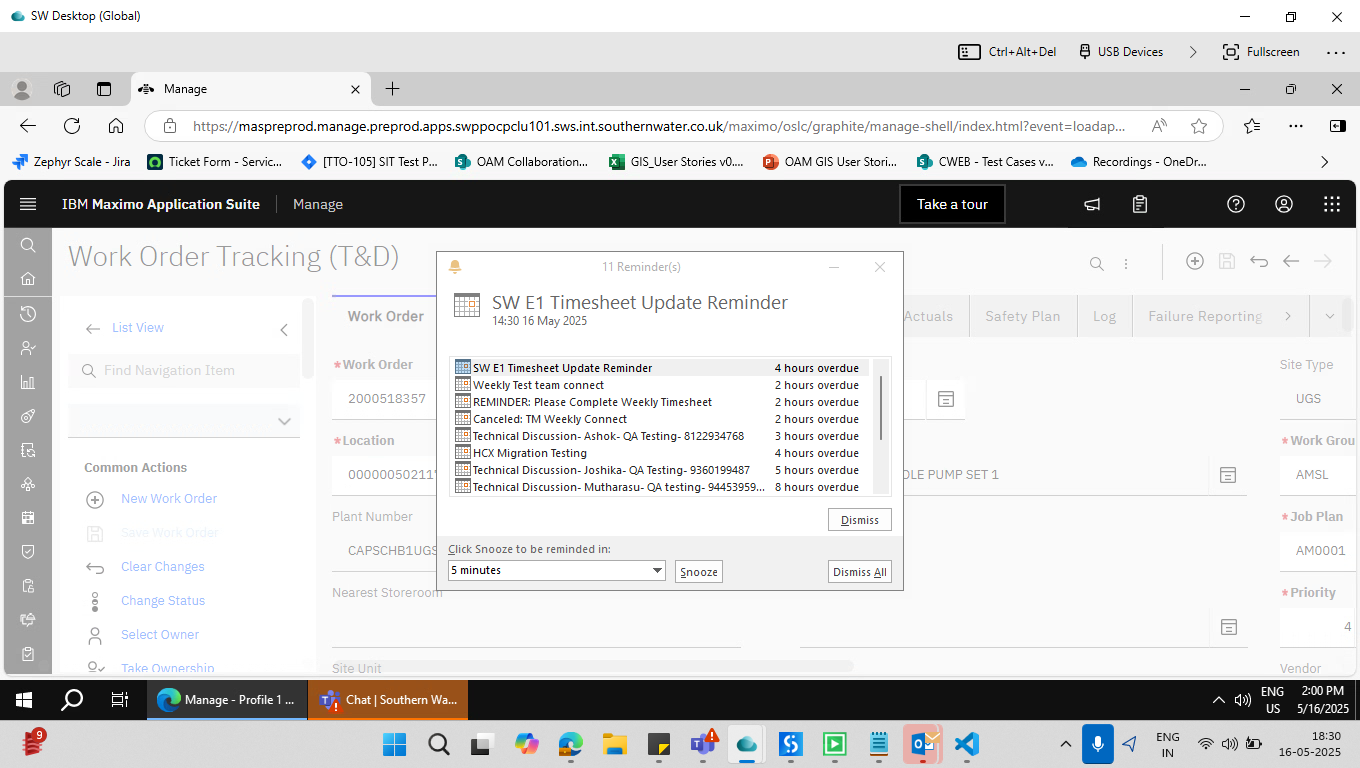 SW Desktop (Global)
Ctrl+Alt+Del
USB Devices
Fullscreen
Manage
https://maspreprod.manage.preprod.apps.swppocpclu101.sws.int.southernwater.co.uk/maximo/oslc/graphite/manage-shell/index.html?event=loadap...
Zephyr Scale - Jira
Ticket Form - Servic...
[TTO-105] SIT Test P...
OAM Collaboration...
GIS_User Stories v0....
OAM GIS User Stori...
CWEB - Test Cases v...
Recordings - OneDr...
IBM Maximo Application Suite
Manage
Take a tour
Work Order Tracking (T&D)
List View
Find Navigation Item
Common Actions
New Work Order
Save Work Order
Clear Changes
Change Status
Select Owner
Take Ownership
Work Order
Actuals
Safety Plan
Log
Failure Reporting
*Work Order
2000518357
Site Type
UGS
*Location
00000050211
OLE PUMP SET 1
*Work Grou
AMSL
Plant Number
CAPSCHB1UGS
*Job Plan
AM0001
Nearest Storeroom
*Priority
4
Site Unit
Vendor
11 Reminder(s)
SW E1 Timesheet Update Reminder
14:30 16 May 2025
SW E1 Timesheet Update Reminder 4 hours overdue
Weekly Test team connect 2 hours overdue
REMINDER: Please Complete Weekly Timesheet 2 hours overdue
Canceled: TM Weekly Connect 2 hours overdue
Technical Discussion- Ashok- QA Testing- 8122934768 3 hours overdue
HCX Migration Testing 4 hours overdue
Technical Discussion- Joshika- QA Testing- 9360199487 5 hours overdue
Technical Discussion- Mutharasu- QA testing- 94453959... 8 hours overdue
Dismiss
Click Snooze to be reminded in:
5 minutes
Snooze
Dismiss All
Manage - Profile 1 ...
Chat | Southern Wa...
ENG
US
2:00 PM
5/16/2025
9
ENG
IN
18:30
16-05-2025